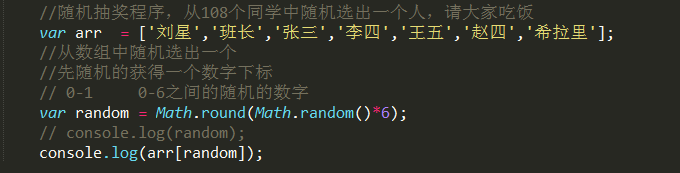 //随机抽奖程序，从108个同学中随机选出一个人，请大家吃饭
var arr  = ['刘星','班长','张三','李四','王五','赵四','希拉里'];
//从数组中随机选出一个
//先随机的获得一个数字下标
// 0-1     0-6之间的随机的数字
var random = Math.round(Math.random()*6);
// console.log(random);
console.log(arr[random]);